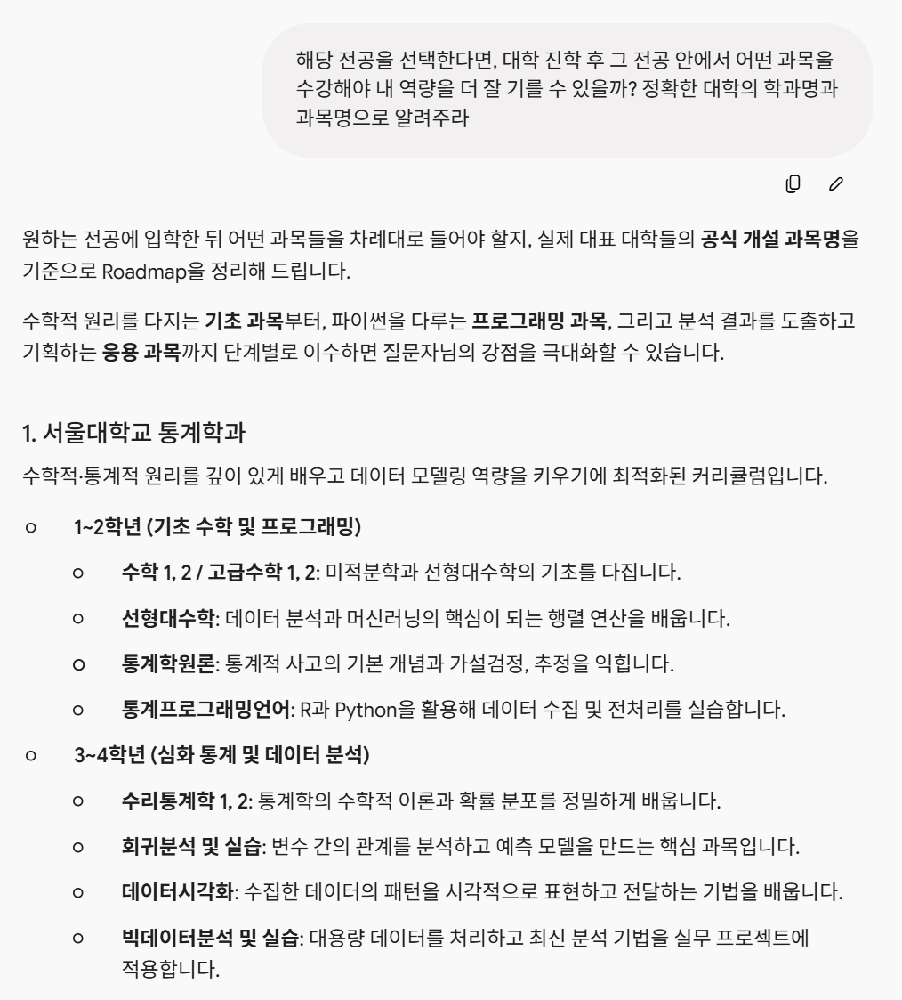 해당 전공을 선택한다면, 대학 진학 후 그 전공 안에서 어떤 과목을
수강해야 내 역량을 더 잘 기를 수 있을까? 정확한 대학의 학과명과
과목명으로 알려주라
원하는 전공에 입학한 뒤 어떤 과목들을 차례대로 들어야 할지, 실제 대표 대학들의 공식 개설 과목명을
기준으로 Roadmap을 정리해 드립니다.
수학적 원리를 다지는 기초 과목부터, 파이썬을 다루는 프로그래밍 과목, 그리고 분석 결과를 도출하고
기획하는 응용 과목까지 단계별로 이수하면 질문자님의 강점을 극대화할 수 있습니다.
1. 서울대학교 통계학과
수학적·통계적 원리를 깊이 있게 배우고 데이터 모델링 역량을 키우기에 최적화된 커리큘럼입니다.
1~2학년 (기초 수학 및 프로그래밍)
수학 1, 2 / 고급수학 1, 2: 미적분학과 선형대수학의 기초를 다집니다.
선형대수학: 데이터 분석과 머신러닝의 핵심이 되는 행렬 연산을 배웁니다.
통계학원론: 통계적 사고의 기본 개념과 가설검정, 추정을 익힙니다.
통계프로그래밍언어: R과 Python을 활용해 데이터 수집 및 전처리를 실습합니다.
3~4학년 (심화 통계 및 데이터 분석)
수리통계학 1, 2: 통계학의 수학적 이론과 확률 분포를 정밀하게 배웁니다.
회귀분석 및 실습: 변수 간의 관계를 분석하고 예측 모델을 만드는 핵심 과목입니다.
데이터시각화: 수집한 데이터의 패턴을 시각적으로 표현하고 전달하는 기법을 배웁니다.
빅데이터분석 및 실습: 대용량 데이터를 처리하고 최신 분석 기법을 실무 프로젝트에
적용합니다.